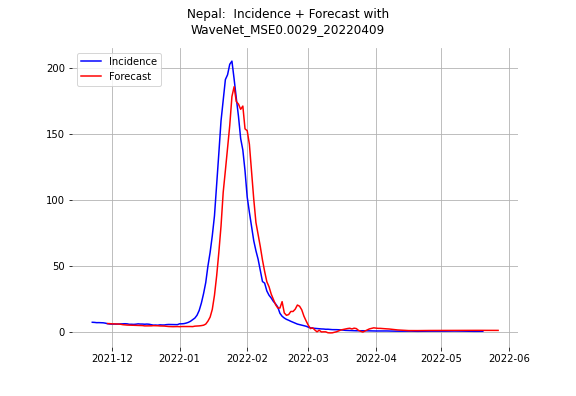 Nepal:  Incidence + Forecast with
WaveNet_MSE0.0029_20220409
Incidence
Forecast
200
150
100
50
0
2021-12 2022-01 2022-02 2022-03 2022-04 2022-05 2022-06